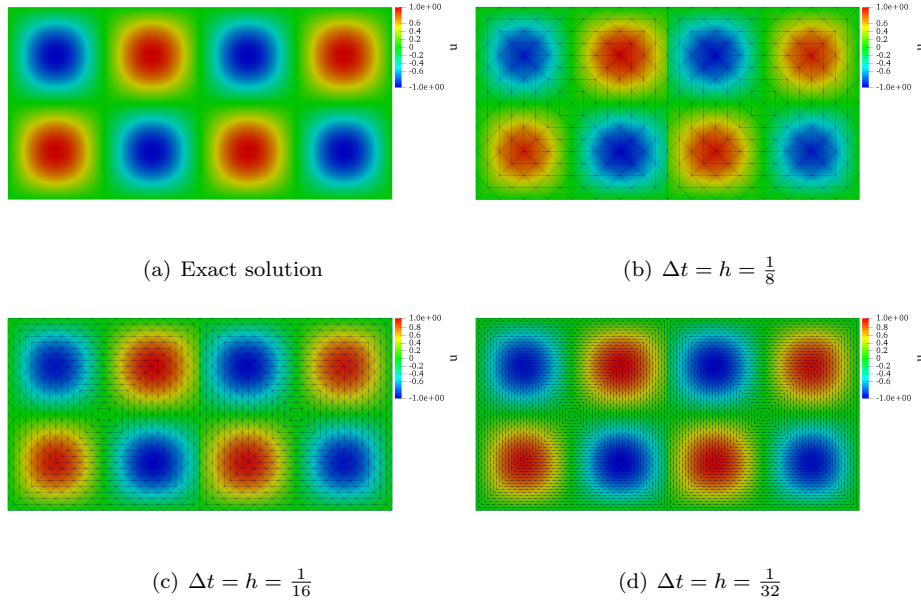 1.0e+00
0.8
0.6
0.4
0.2
0
-0.2
-0.4
-0.6
-1.0e+00
u
1.0e+00
0.8
0.6
0.4
0.2
0
-0.2
-0.4
-0.6
-1.0e+00
u
(a) Exact solution
(b) Δt = h = 1/8
1.0e+00
0.8
0.6
0.4
0.2
0
-0.2
-0.4
-0.6
-1.0e+00
u
1.0e+00
0.8
0.6
0.4
0.2
0
-0.2
-0.4
-0.6
-1.0e+00
u
(c) Δt = h = 1/16
(d) Δt = h = 1/32